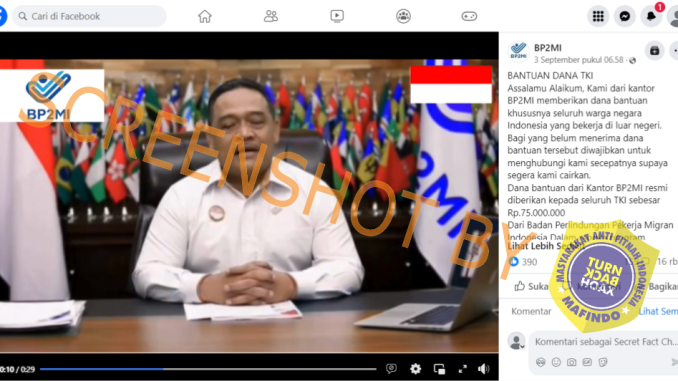 Cari di Facebook
1
BP2MI
3 September pukul 06.58 ·
BP2MI
BANTUAN DANA TKI
Assalamu Alaikum, Kami dari kantor
BP2MI memberikan dana bantuan
khususnya seluruh warga negara
Indonesia yang bekerja di luar negeri.
Bagi yang belum menerima dana
bantuan tersebut diwajibkan untuk
menghubungi kami secepatnya supaya
segera kami cairkan.
Dana bantuan dari Kantor BP2MI resmi
diberikan kepada seluruh TKI sebesar
Rp.75.000.000
Dari Badan Perlindungan Pekerja Migran
Indonesia Dalam
Lihat Lebih
390
16 rb
Suka
Bagikan
Komentar
Lihat Sem
Komentari sebagai Secret Fact Ch...
0:10 / 0:29
BP2MI
SCREENSHOT BY
MASYARAKAT ANTI FITNAH INDONESIA
TURN
BACK
HOAX
MAFINDO